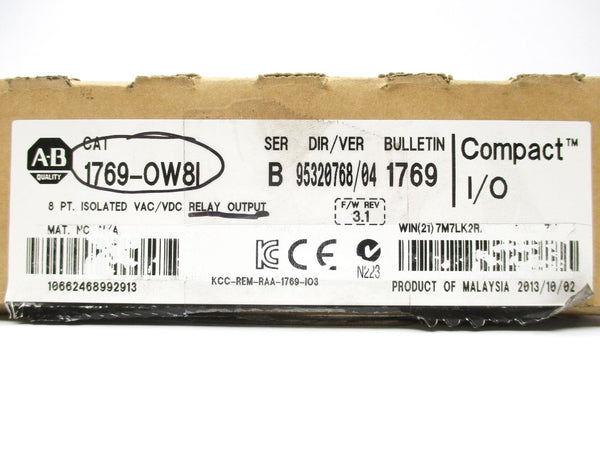 A·B
QUALITY
CAT
1769-OW8I
SER
B
DIR/VER
95320768/04
BULLETIN
1769
Compact™
I/O
8 PT. ISOLATED VAC/VDC RELAY OUTPUT
F/W REV
3.1
MAT. NO. N/A
10662468992913
KC CE
N223
KCC-REM-RAA-1769-IO3
WIN(21) 7M7LK2R.
PRODUCT OF MALAYSIA 2013/10/02